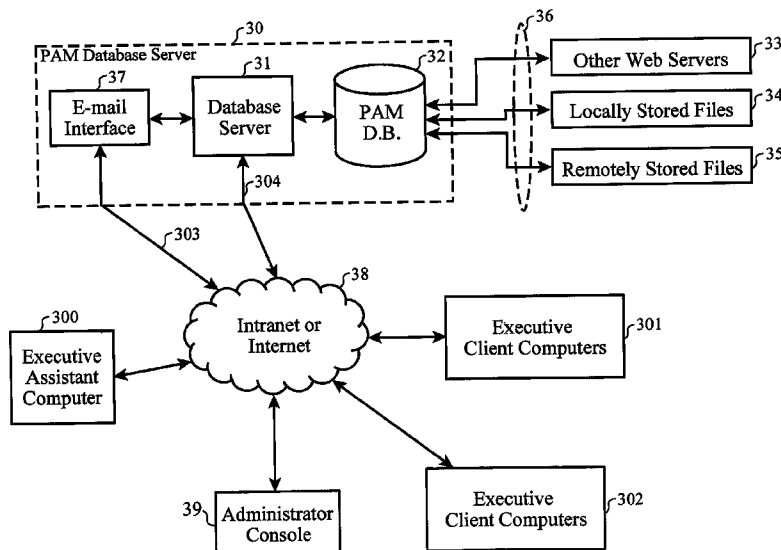 30
36
PAM Database Server
37
31
32
33
E-mail
Interface
Database
Server
PAM
D.B.
Other Web Servers
34
Locally Stored Files
35
Remotely Stored Files
304
303
38
300
Intranet or
Internet
301
Executive
Client Computers
Executive
Assistant
Computer
39
Administrator
Console
302
Executive
Client Computers